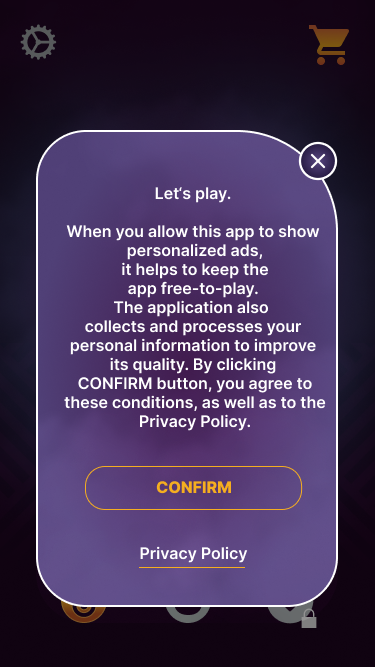 Let's play.
When you allow this app to show
personalized ads,
it helps to keep the
app free-to-play.
The application also
collects and processes your
personal information to improve
its quality. By clicking
CONFIRM button, you agree to
these conditions, as well as to the
Privacy Policy.
CONFIRM
Privacy Policy